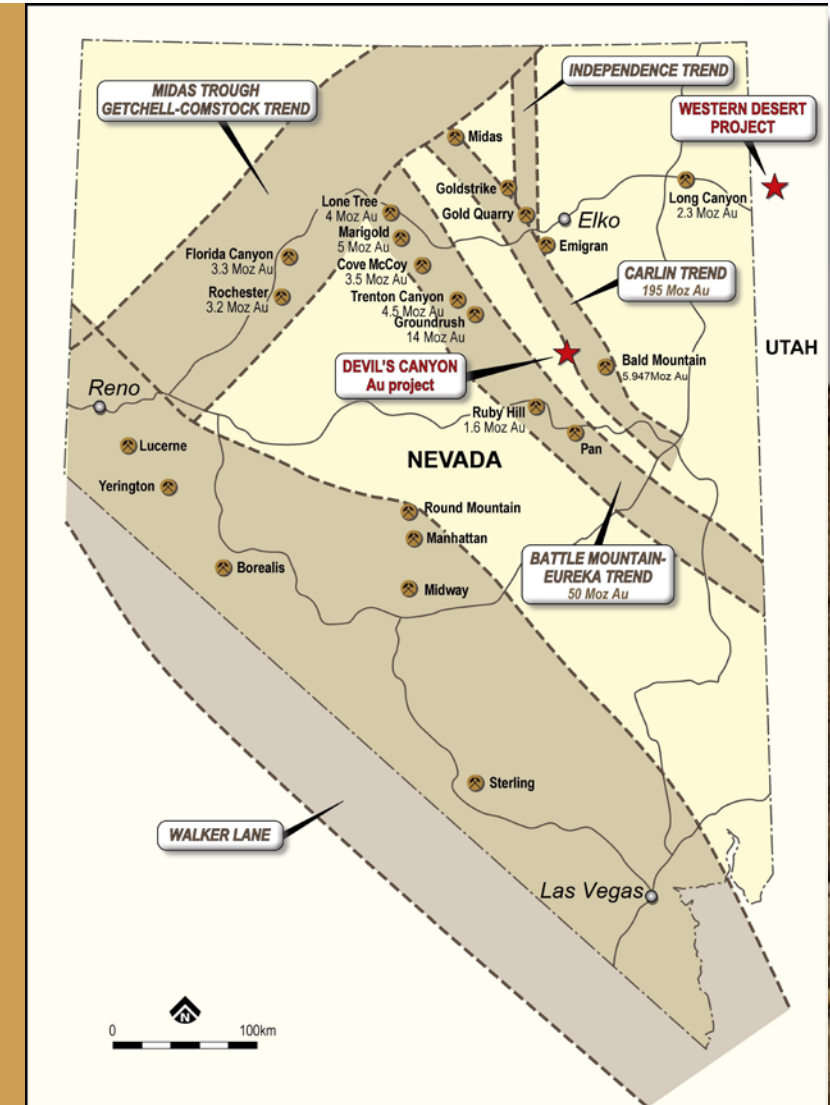 MIDAS TROUGH
GETCHELL-COMSTOCK TREND
INDEPENDENCE TREND
WESTERN DESERT
PROJECT
Midas
Goldstrike
Gold Quarry
Elko
Long Canyon
2.3 Moz Au
Lone Tree
4 Moz Au
Marigold
5 Moz Au
Emigran
Florida Canyon
3.3 Moz Au
Cove McCoy
3.5 Moz Au
CARLIN TREND
195 Moz Au
Rochester
3.2 Moz Au
Trenton Canyon
4.5 Moz Au
Groundrush
14 Moz Au
UTAH
DEVIL'S CANYON
Au project
Bald Mountain
5.947Moz Au
Reno
Ruby Hill
1.6 Moz Au
Lucerne
Pan
NEVADA
Yerington
Round Mountain
Manhattan
BATTLE MOUNTAIN-
EUREKA TREND
50 Moz Au
Borealis
Midway
Sterling
WALKER LANE
Las Vegas
N
0 100km